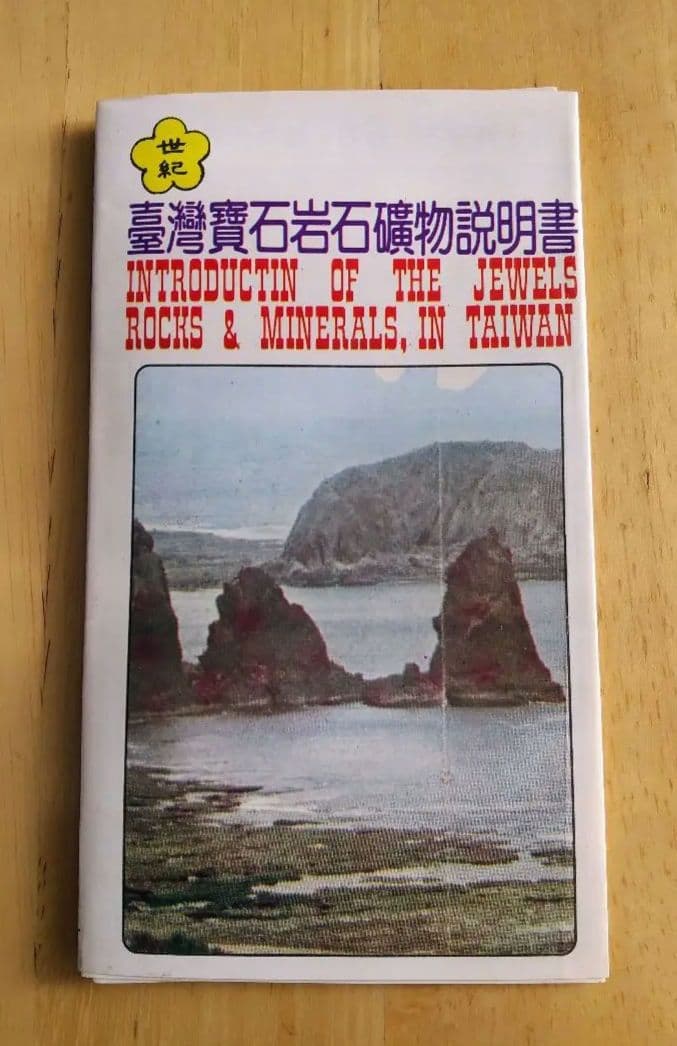 世
紀
臺灣寶石岩石礦物説明書
INTRODUCTIN OF THE JEWELS
ROCKS & MINERALS, IN TAIWAN